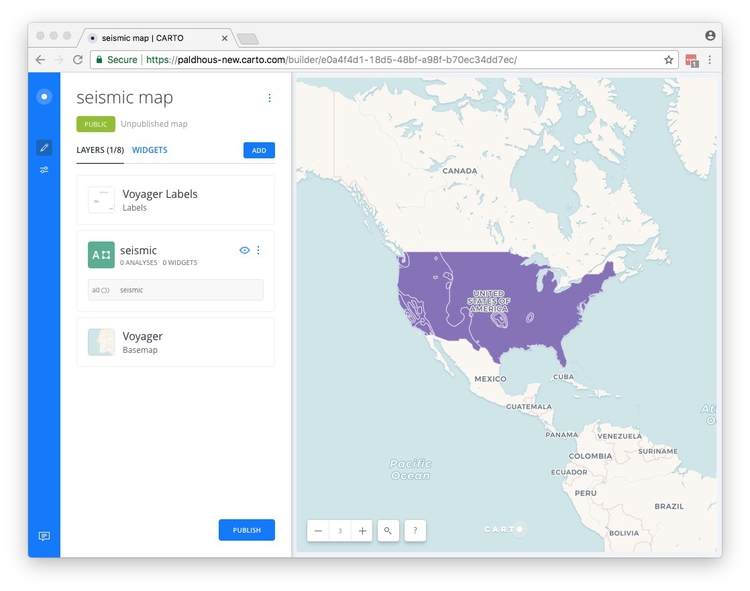 seismic map | CARTO
Secure | https://paldhous-new.carto.com/builder/e0a4f4d1-18d5-48bf-a98f-b70ec34dd7ec/
1
seismic map
PUBLIC Unpublished map
LAYERS (1/8) WIDGETS ADD
Voyager Labels
Labels
A seismic
0 ANALYSES 0 WIDGETS
a0 seismic
Voyager
Basemap
PUBLISH
CANADA
UNITED
STATES OF
AMERICA
MEXICO
CUBA
GUATEMALA
PANAMA
VENEZUELA
COLOMBIA
SURINAME
ECUADOR
PERU
BRAZIL
BOLIVIA
Pacific
Ocean
At
O
3
?
CARTO